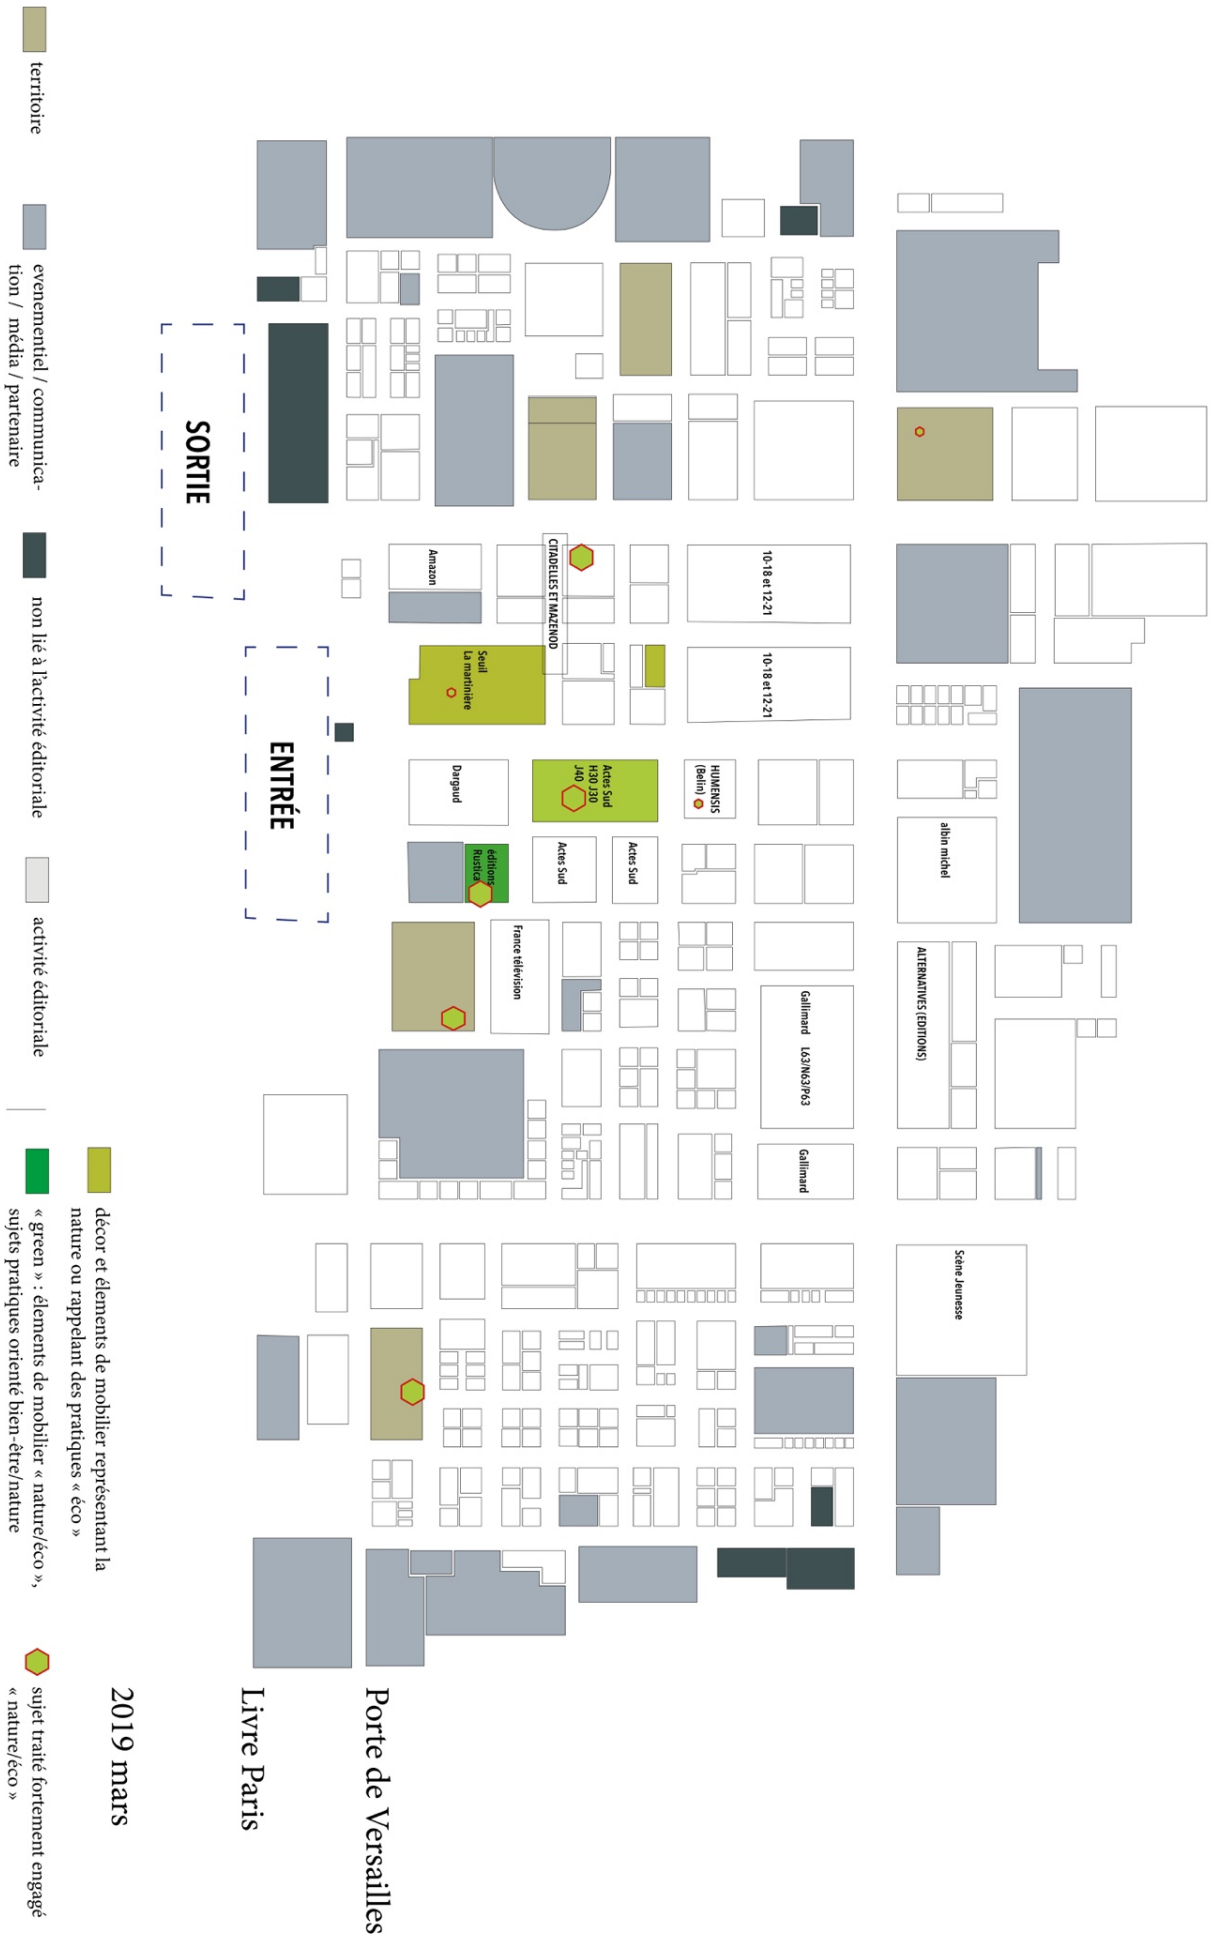 Porte de Versailles
Livre Paris
2019 mars
Scène Jeunesse
ALTERNATIVES (EDITIONS)
albin michel
10-18 et 12-21
10-18 et 12-21
Gallimard L63/N63/P63
Gallimard
HUMENSIS
(Belin)
Actes Sud
Actes Sud
H30 J30
J40
Actes Sud
CITADELLES ET MAZENOD
France télévision
éditions
Rustica
Seuil
La martinière
Dargaud
Amazon
ENTRÉE
SORTIE
territoire
evenementiel / communica-
tion / média / partenaire
non lié à l'activité éditoriale
activité éditoriale
décor et élements de mobilier représentant la
nature ou rappelant des pratiques « éco »
« green » : élements de mobilier « nature/éco »,
sujets pratiques orienté bien-être/nature
sujet traité fortement engagé
« nature/éco »